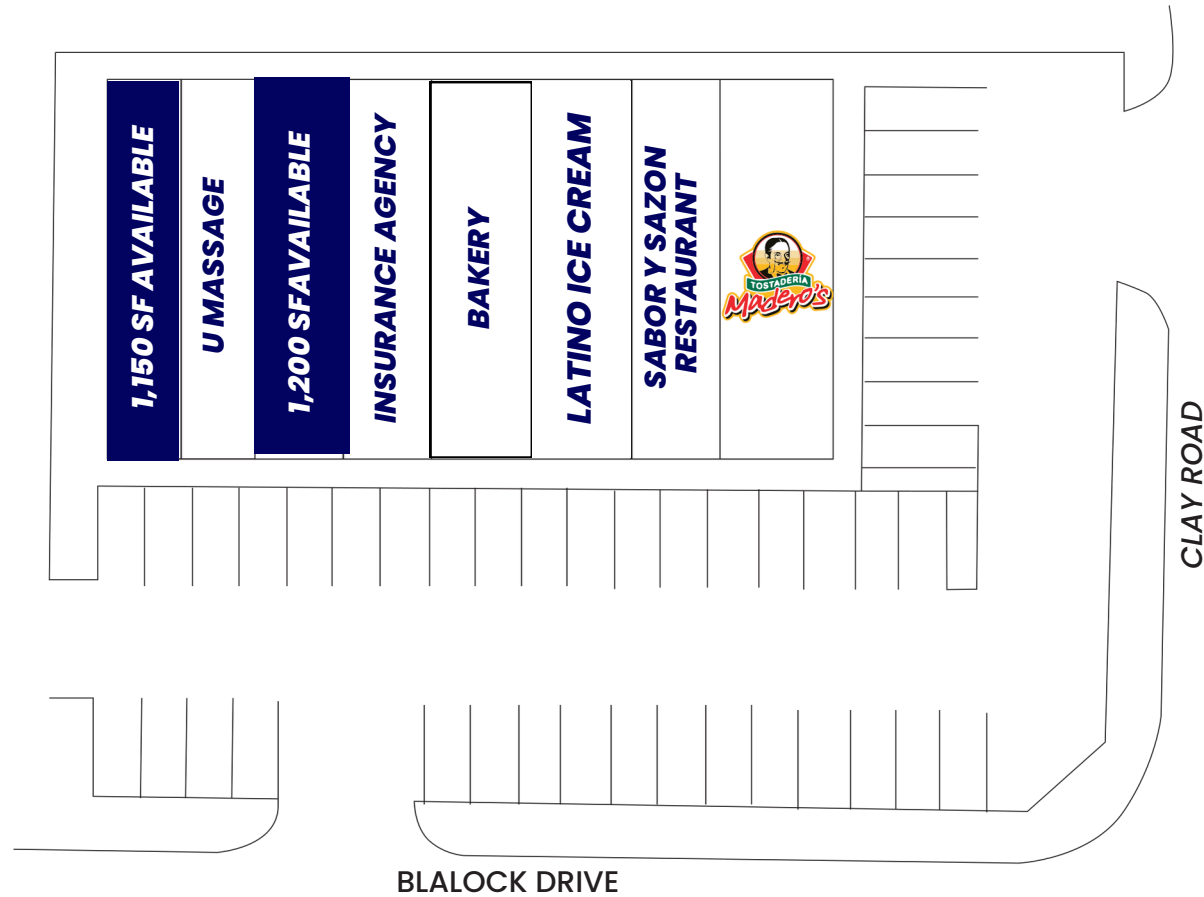 1,150 SF AVAILABLE
U MASSAGE
1,200 SFAVAILABLE
INSURANCE AGENCY
BAKERY
LATINO ICE CREAM
SABOR Y SAZON
RESTAURANT
TOSTADERÍA
Madero's
CLAY ROAD
BLALOCK DRIVE